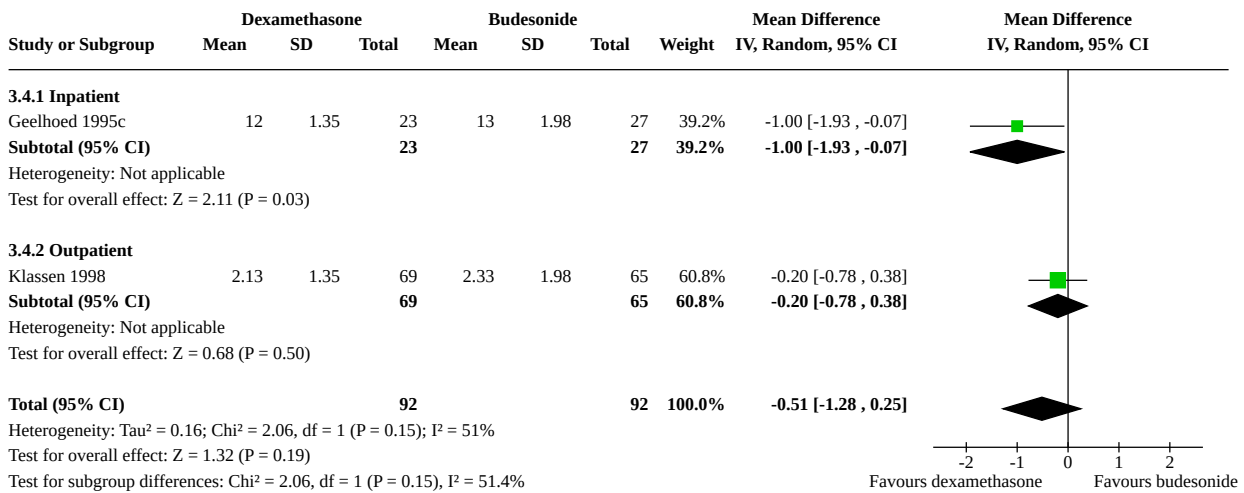 Dexamethasone Budesonide Mean Difference Mean Difference
Study or Subgroup Mean SD Total Mean SD Total Weight IV, Random, 95% CI IV, Random, 95% CI
3.4.1 Inpatient
Geelhoed 1995c 12 1.35 23 13 1.98 27 39.2% -1.00 [-1.93 , -0.07]
Subtotal (95% CI) 23 27 39.2% -1.00 [-1.93 , -0.07]
Heterogeneity: Not applicable
Test for overall effect: Z = 2.11 (P = 0.03)
3.4.2 Outpatient
Klassen 1998 2.13 1.35 69 2.33 1.98 65 60.8% -0.20 [-0.78 , 0.38]
Subtotal (95% CI) 69 65 60.8% -0.20 [-0.78 , 0.38]
Heterogeneity: Not applicable
Test for overall effect: Z = 0.68 (P = 0.50)
Total (95% CI) 92 92 100.0% -0.51 [-1.28 , 0.25]
Heterogeneity: Tau² = 0.16; Chi² = 2.06, df = 1 (P = 0.15); I² = 51%
Test for overall effect: Z = 1.32 (P = 0.19)
-2 -1 0 1 2
Test for subgroup differences: Chi² = 2.06, df = 1 (P = 0.15), I² = 51.4% Favours dexamethasone Favours budesonide